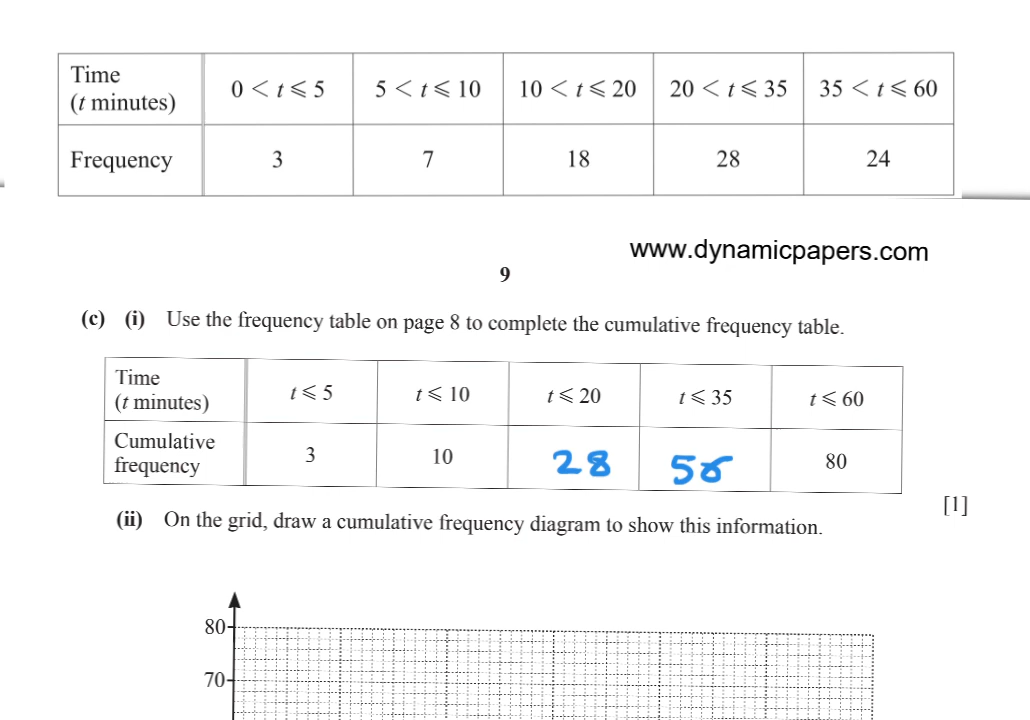 Time (t minutes) 0 < t ⩽ 5 5 < t ⩽ 10 10 < t ⩽ 20 20 < t ⩽ 35 35 < t ⩽ 60
Frequency 3 7 18 28 24
www.dynamicpapers.com
9
(c) (i) Use the frequency table on page 8 to complete the cumulative frequency table.
Time (t minutes) t ⩽ 5 t ⩽ 10 t ⩽ 20 t ⩽ 35 t ⩽ 60
Cumulative frequency 3 10 28 56 80
[1]
(ii) On the grid, draw a cumulative frequency diagram to show this information.
80
70